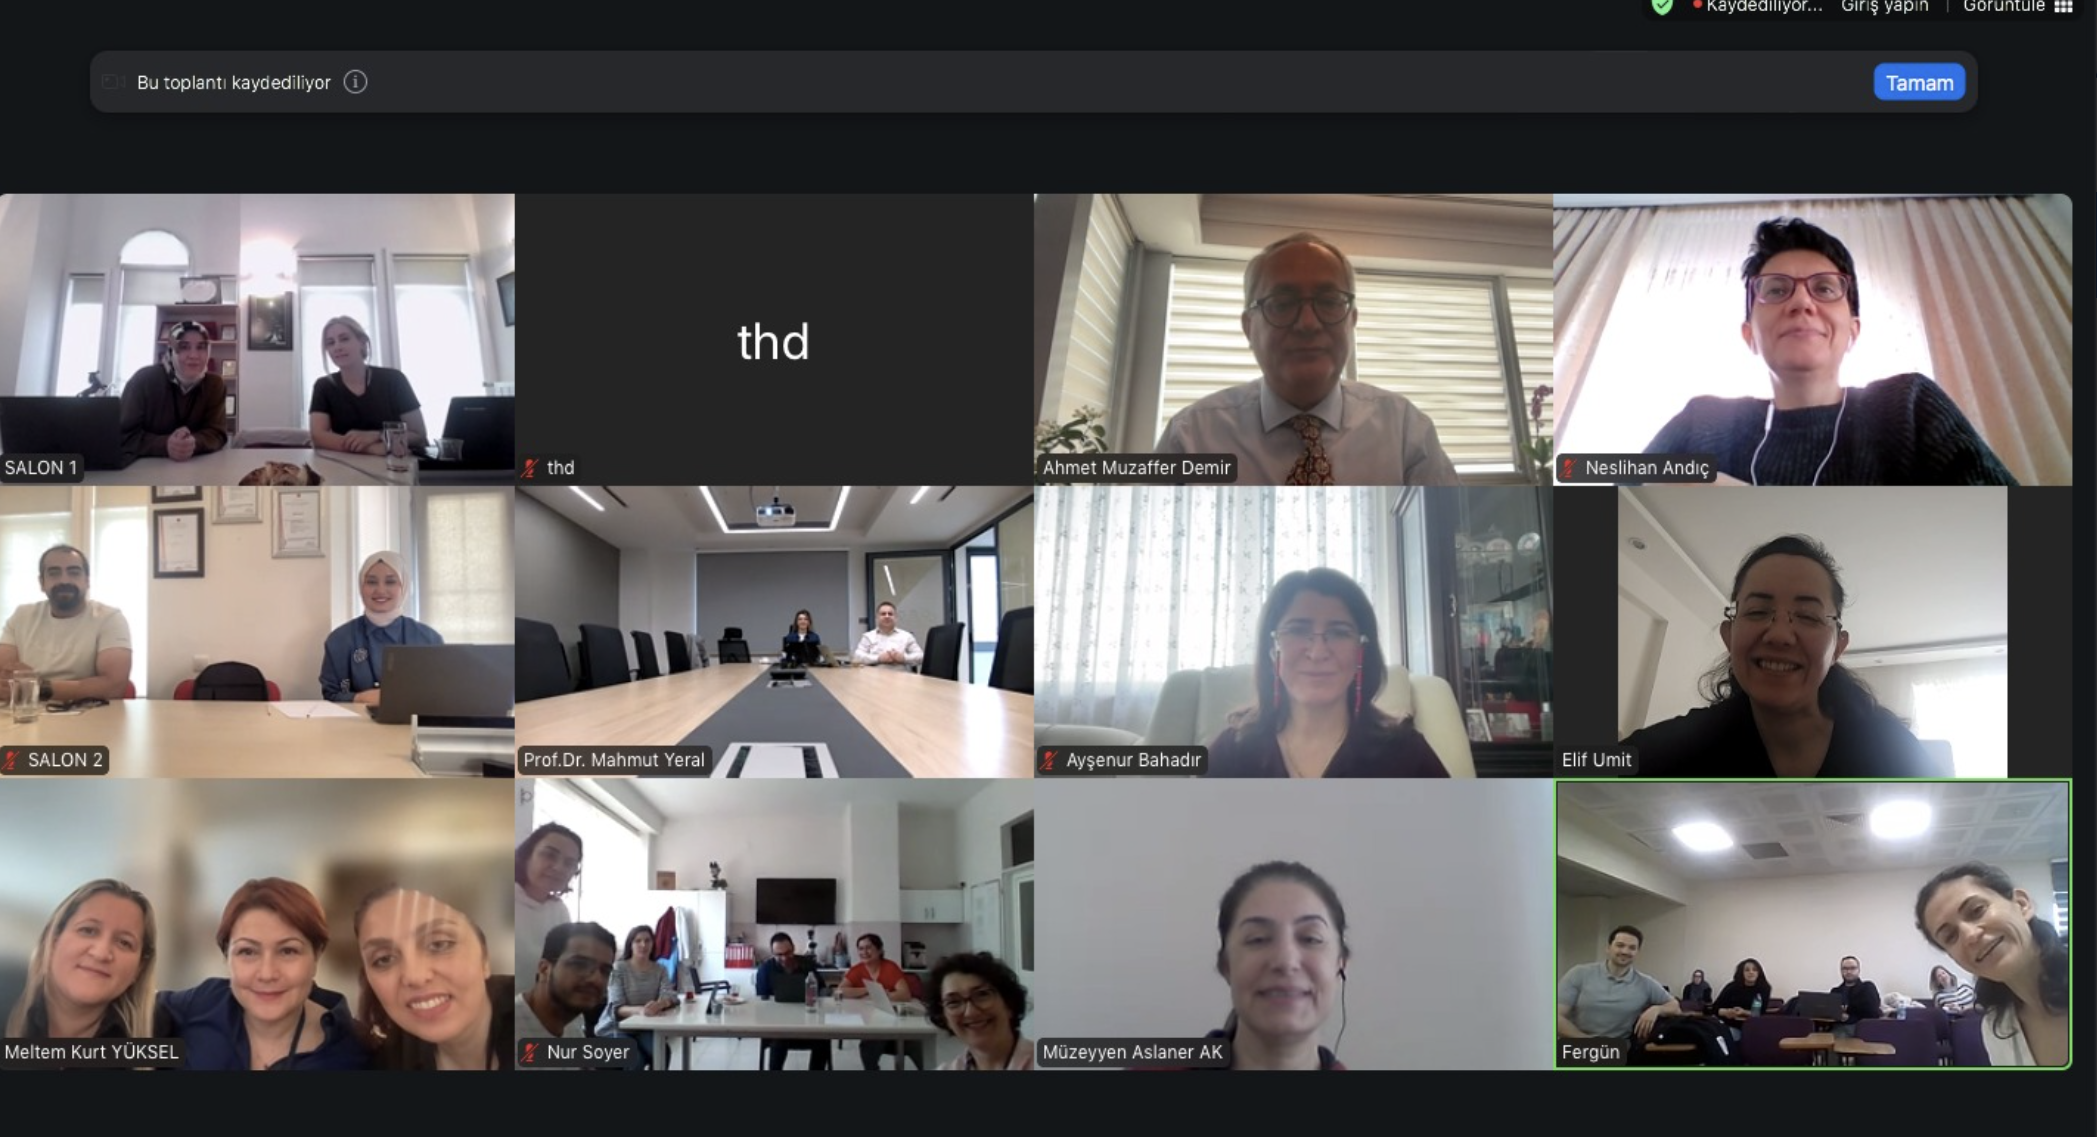 Kaydediliyor... Giriş yapın Görüntüle
Bu toplantı kaydediliyor
Tamam
thd
SALON 1
thd
Ahmet Muzaffer Demir
Neslihan Andıç
SALON 2
Prof.Dr. Mahmut Yeral
Ayşenur Bahadır
Elif Umit
Meltem Kurt YÜKSEL
Nur Soyer
Müzeyyen Aslaner AK
Fergün